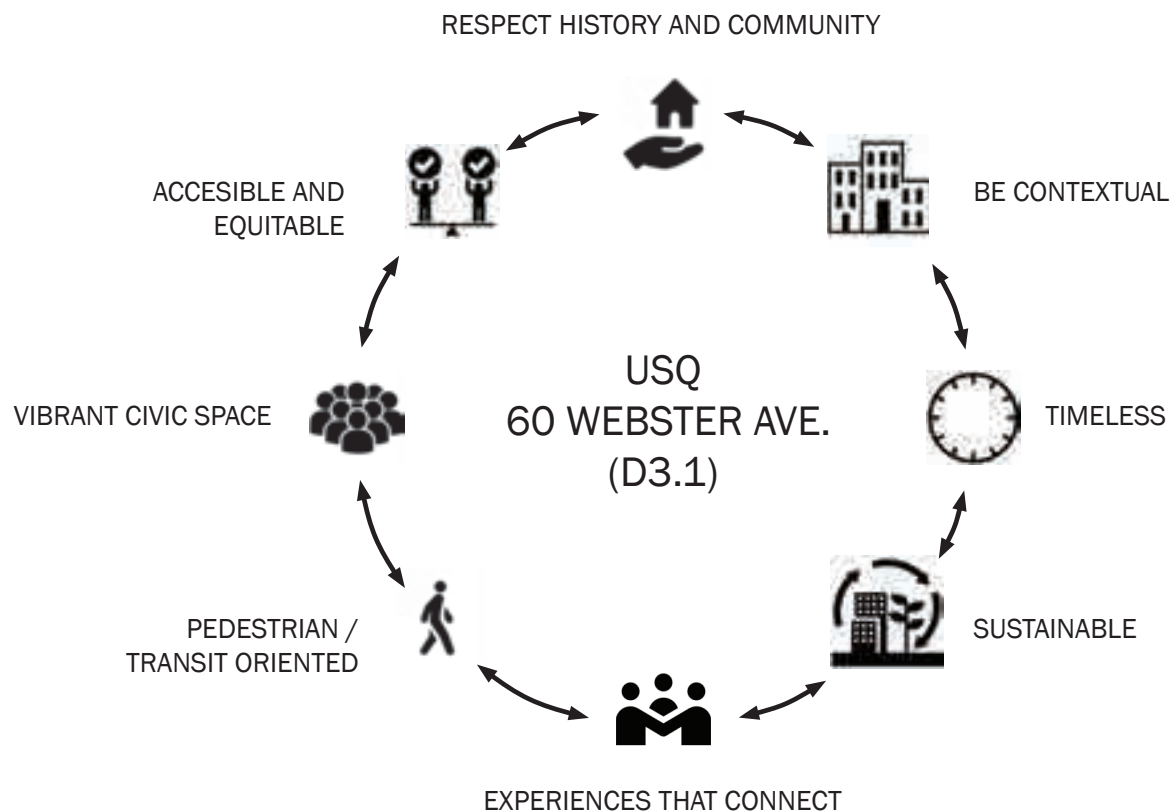 RESPECT HISTORY AND COMMUNITY
ACCESIBLE AND
EQUITABLE
BE CONTEXTUAL
USQ
60 WEBSTER AVE.
(D3.1)
VIBRANT CIVIC SPACE
TIMELESS
PEDESTRIAN /
TRANSIT ORIENTED
SUSTAINABLE
EXPERIENCES THAT CONNECT